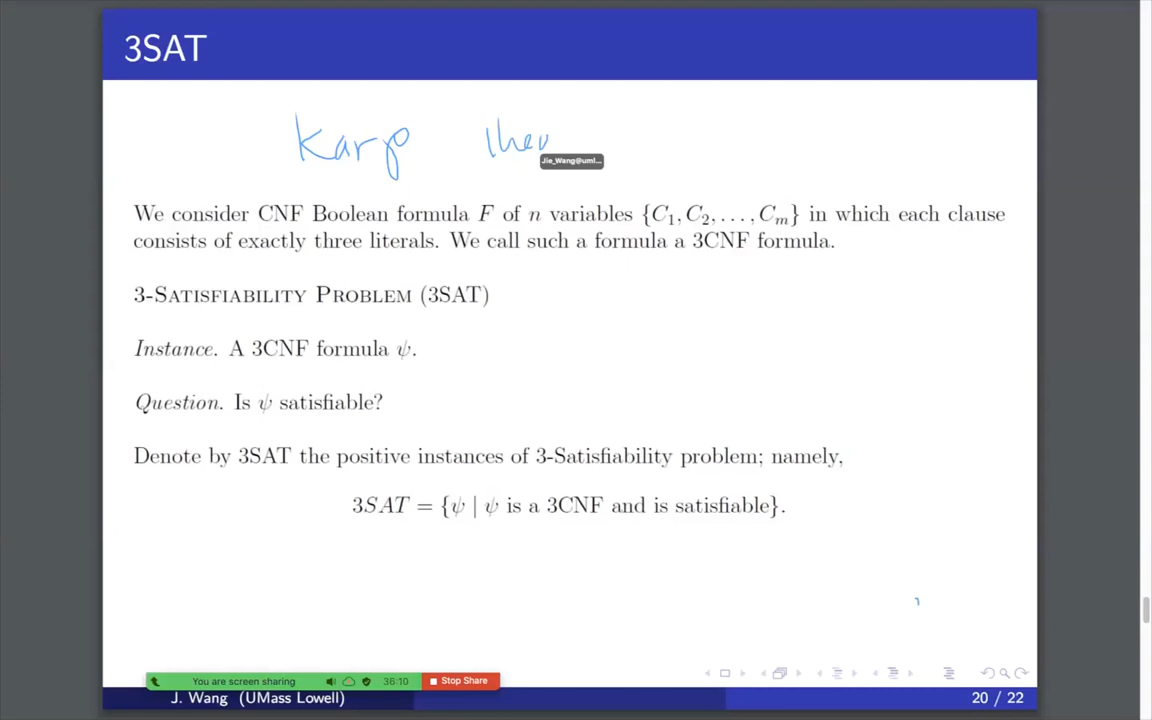 3SAT
Karp Theo
Jie_Wang@uml...
We consider CNF Boolean formula F of n variables {C₁, C₂, . . . , Cₘ} in which each clause
consists of exactly three literals. We call such a formula a 3CNF formula.
3-SATISFIABILITY PROBLEM (3SAT)
Instance. A 3CNF formula ψ.
Question. Is ψ satisfiable?
Denote by 3SAT the positive instances of 3-Satisfiability problem; namely,
3SAT = {ψ | ψ is a 3CNF and is satisfiable}.
You are screen sharing 36:10 Stop Share
J. Wang (UMass Lowell) 20 / 22